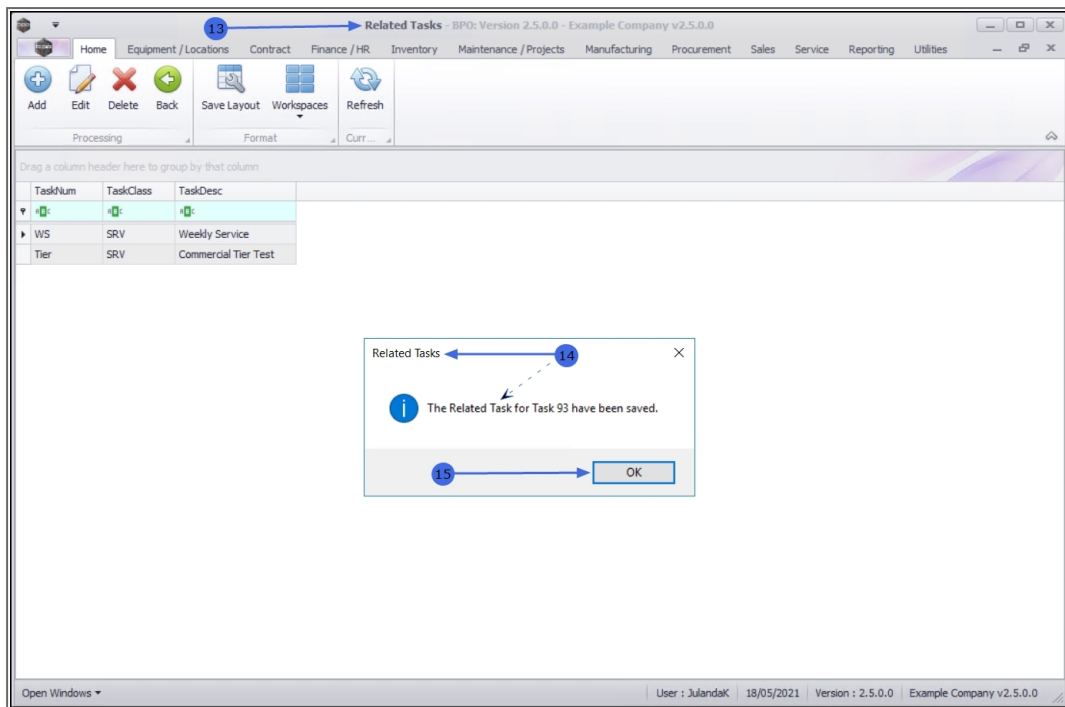 13
Related Tasks - BPO: Version 2.5.0.0 - Example Company v2.5.0.0
Home Equipment / Locations Contract Finance / HR Inventory Maintenance / Projects Manufacturing Procurement Sales Service Reporting Utilities
Add Edit Delete Back Save Layout Workspaces Refresh
Processing Format Curr...
Drag a column header here to group by that column
TaskNum TaskClass TaskDesc
WS SRV Weekly Service
Tier SRV Commercial Tier Test
Related Tasks 14
The Related Task for Task 93 have been saved.
15 OK
Open Windows User : JulandaK 18/05/2021 Version : 2.5.0.0 Example Company v2.5.0.0